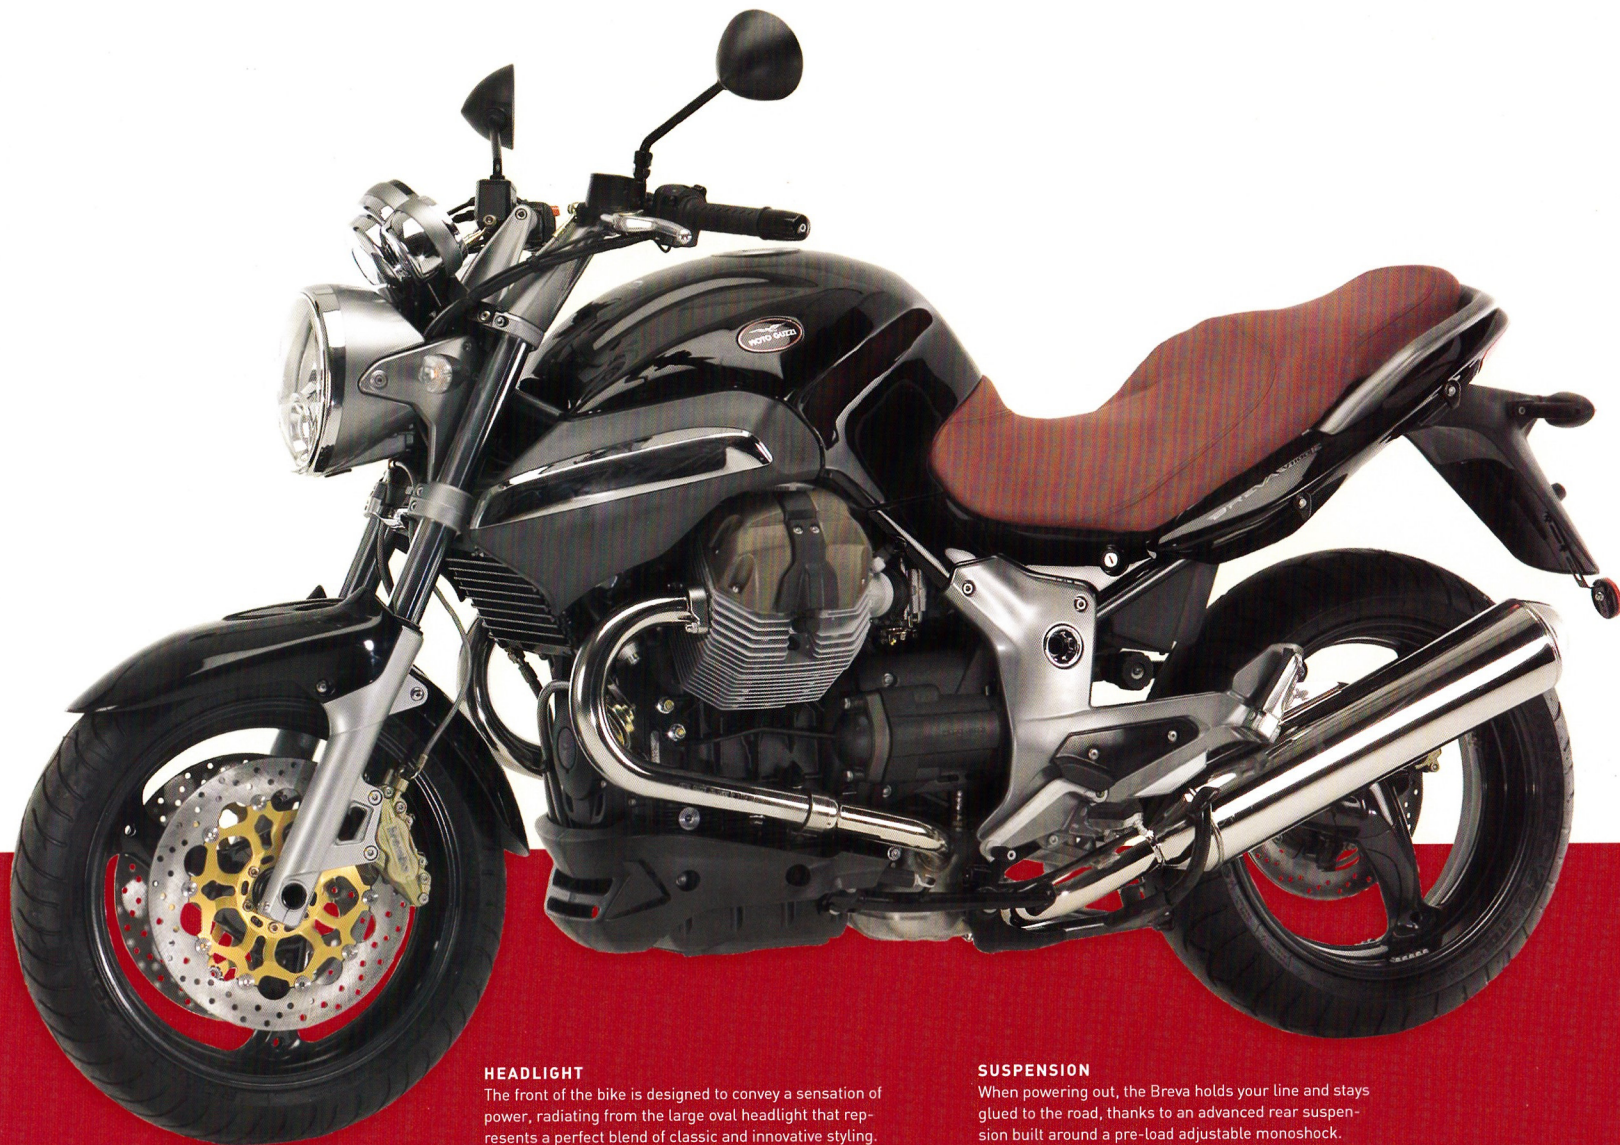 MOTO GUZZI
BREVA V1100
HEADLIGHT
The front of the bike is designed to convey a sensation of
power, radiating from the large oval headlight that rep-
resents a perfect blend of classic and innovative styling.
SUSPENSION
When powering out, the Breva holds your line and stays
glued to the road, thanks to an advanced rear suspen-
sion built around a pre-load adjustable monoshock.